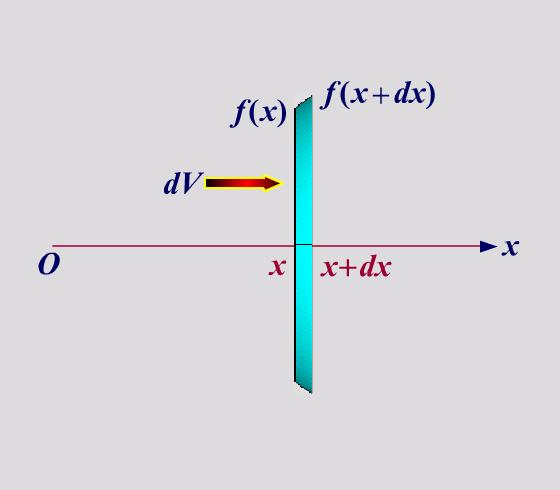 f(x+dx)
f(x)
dV
x
O
x
x+dx